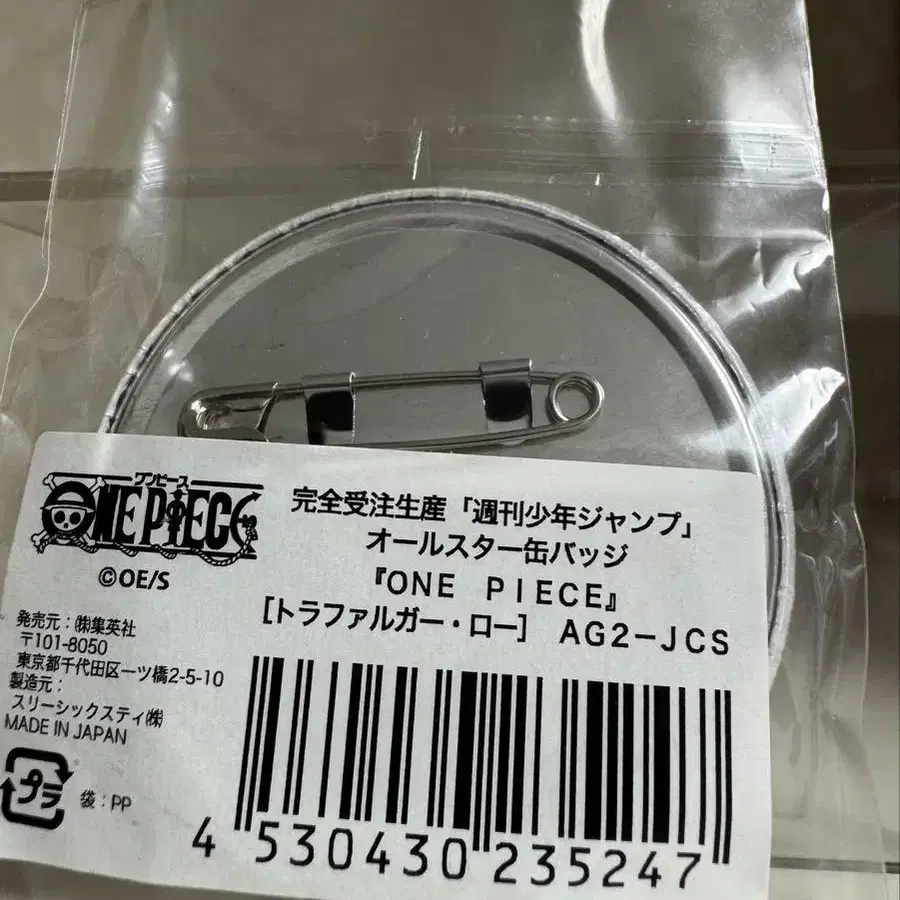 ワンピース
ONE PIECE
©OE/S
完全受注生産「週刊少年ジャンプ」
オールスター缶バッジ
『ONE PIECE』
[トラファルガー・ロー] AG2-JCS
発売元:㈱集英社
〒101-8050
東京都千代田区一ツ橋2-5-10
製造元:
スリーシックスティ㈱
MADE IN JAPAN
プラ
袋:PP
4 530430 235247